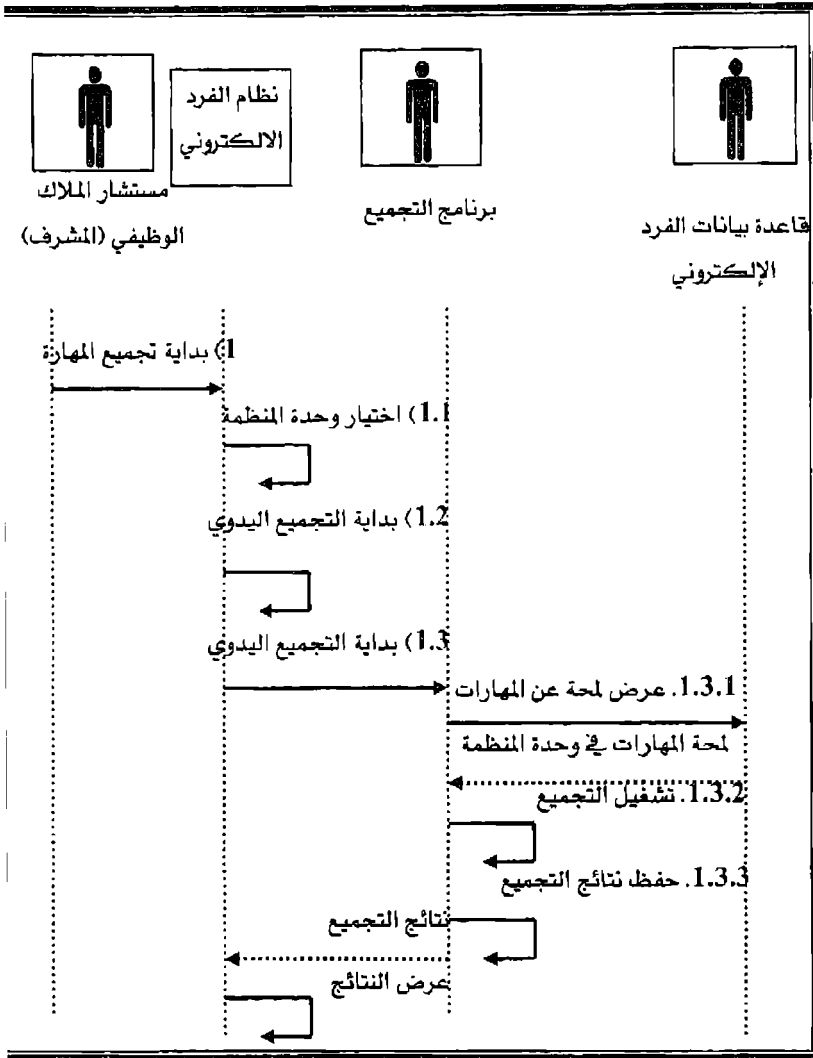 نظام الفرد
الالكتروني
مستشار الملاك
الوظيفي (المشرف)
برنامج التجميع
قاعدة بيانات الفرد
الإلكتروني
1) بداية تجميع المهارة
1.1) اختيار وحدة المنظمة
1.2) بداية التجميع اليدوي
1.3) بداية التجميع اليدوي
1.3.1. عرض لمحة عن المهارات
لمحة المهارات في وحدة المنظمة
1.3.2. تشغيل التجميع
1.3.3. حفظ نتائج التجميع
نتائج التجميع
عرض النتائج